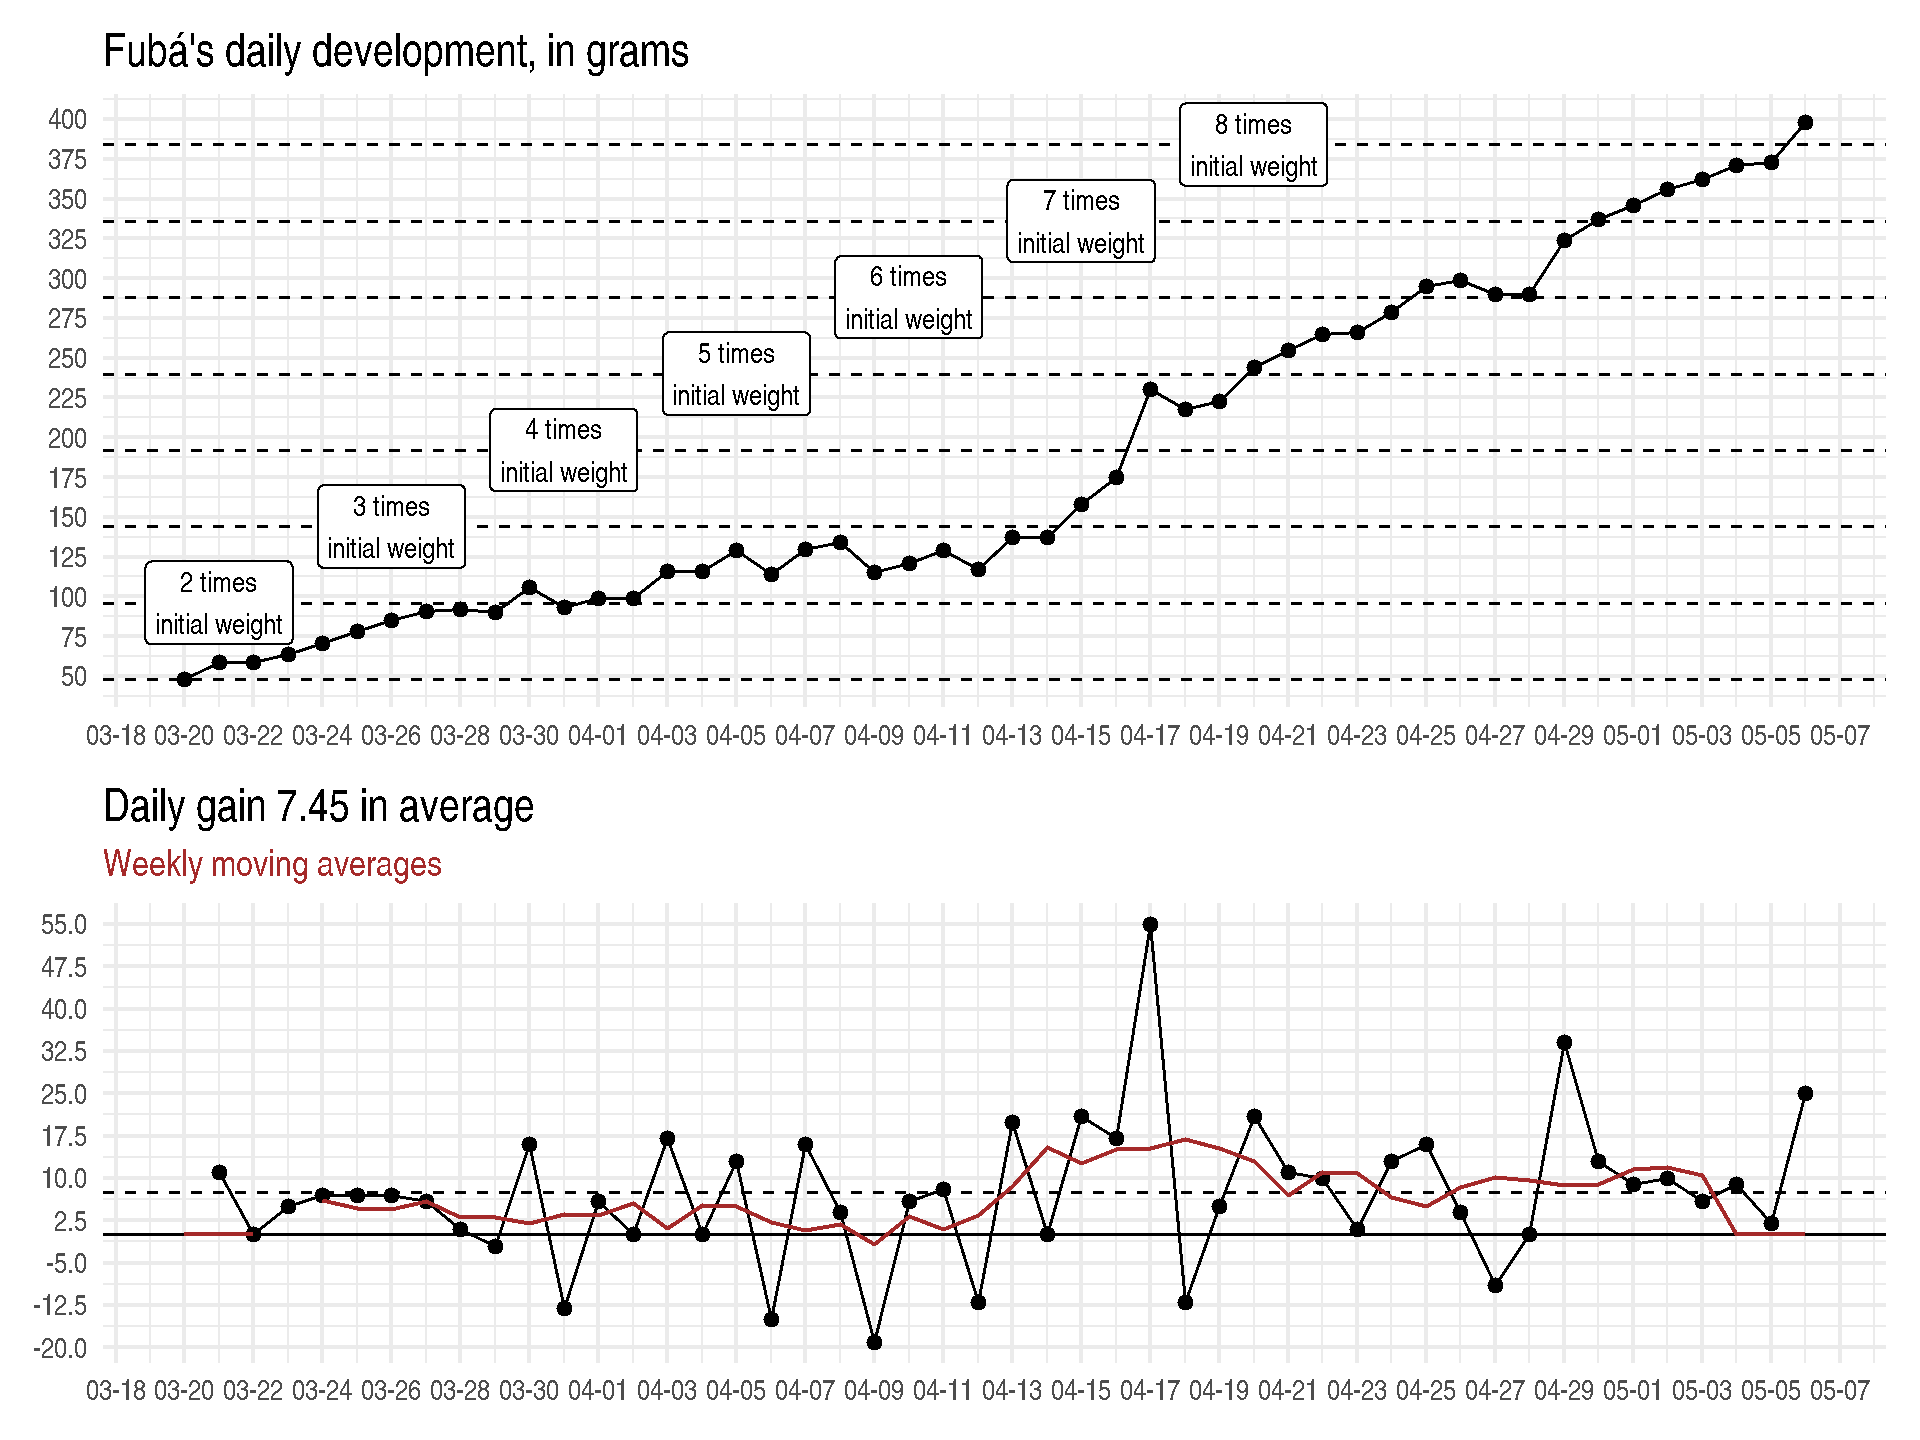 Fubá's daily development, in grams
400
375
350
325
300
275
250
225
200
175
150
125
100
75
50
8 times
initial weight
7 times
initial weight
6 times
initial weight
5 times
initial weight
4 times
initial weight
3 times
initial weight
2 times
initial weight
03-18 03-20 03-22 03-24 03-26 03-28 03-30 04-01 04-03 04-05 04-07 04-09 04-11 04-13 04-15 04-17 04-19 04-21 04-23 04-25 04-27 04-29 05-01 05-03 05-05 05-07
Daily gain 7.45 in average
Weekly moving averages
55.0
47.5
40.0
32.5
25.0
17.5
10.0
2.5
-5.0
-12.5
-20.0
03-18 03-20 03-22 03-24 03-26 03-28 03-30 04-01 04-03 04-05 04-07 04-09 04-11 04-13 04-15 04-17 04-19 04-21 04-23 04-25 04-27 04-29 05-01 05-03 05-05 05-07